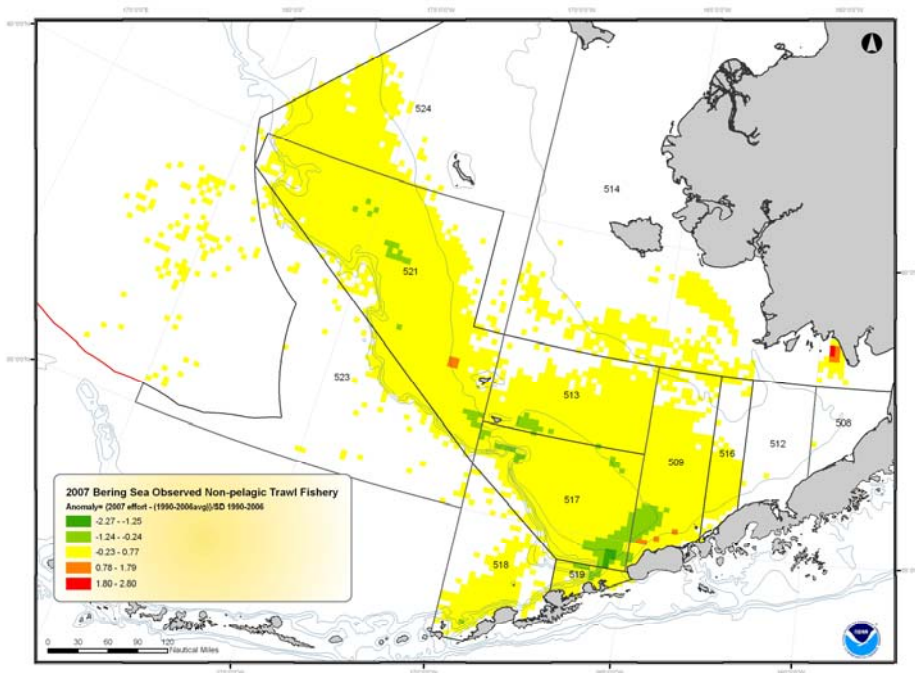 524
514
521
523
513
508
516
512
509
517
518
519
2007 Bering Sea Observed Non-pelagic Trawl Fishery
Anomaly= (2007 effort - (1990-2006avg))/SD 1990-2006
-2.27 - -1.25
-1.24 - -0.24
-0.23 - 0.77
0.78 - 1.79
1.80 - 2.80
0 30 60 90 120
Nautical Miles